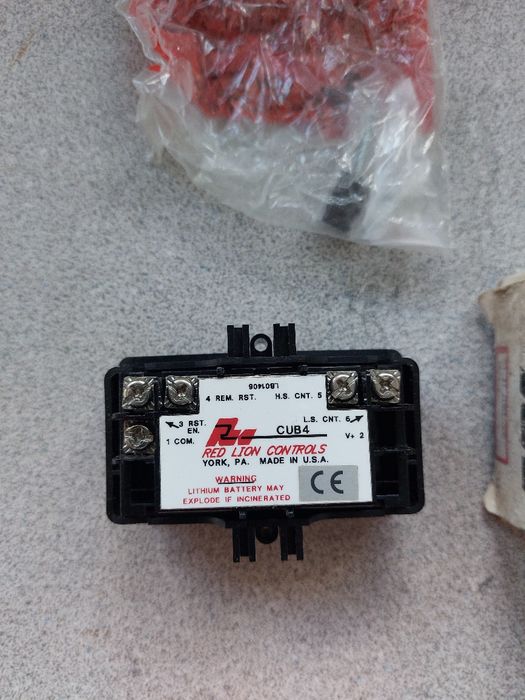 LB01406
4 REM. RST. H.S. CNT. 5
3 RST. L.S. CNT. 6
EN. CUB4
1 COM. V+ 2
RED LION CONTROLS
YORK, PA. MADE IN U.S.A.
WARNING
LITHIUM BATTERY MAY
EXPLODE IF INCINERATED
CE